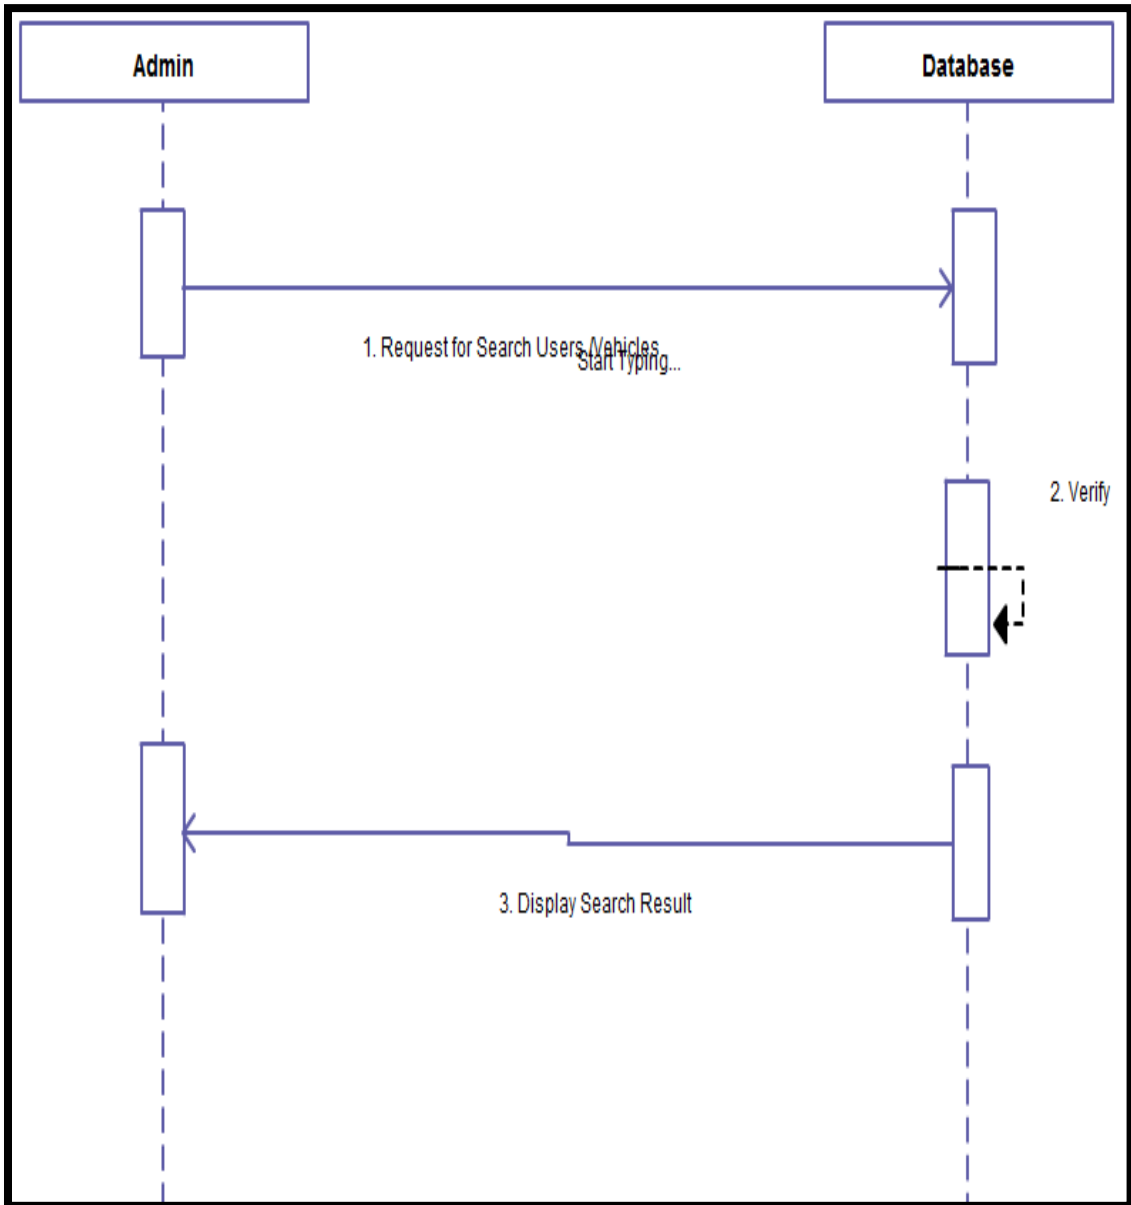 Admin
Database
1. Request for Search Users /Vehicles
Start Typing...
2. Verify
3. Display Search Result